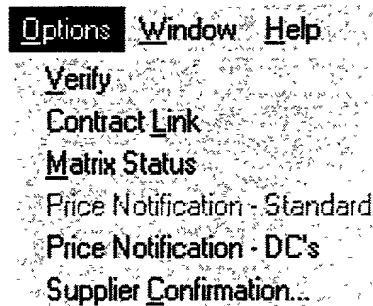 Options Window Help
Verify
Contract Link
Matrix Status
Price Notification - Standard
Price Notification - DC's
Supplier Confirmation...